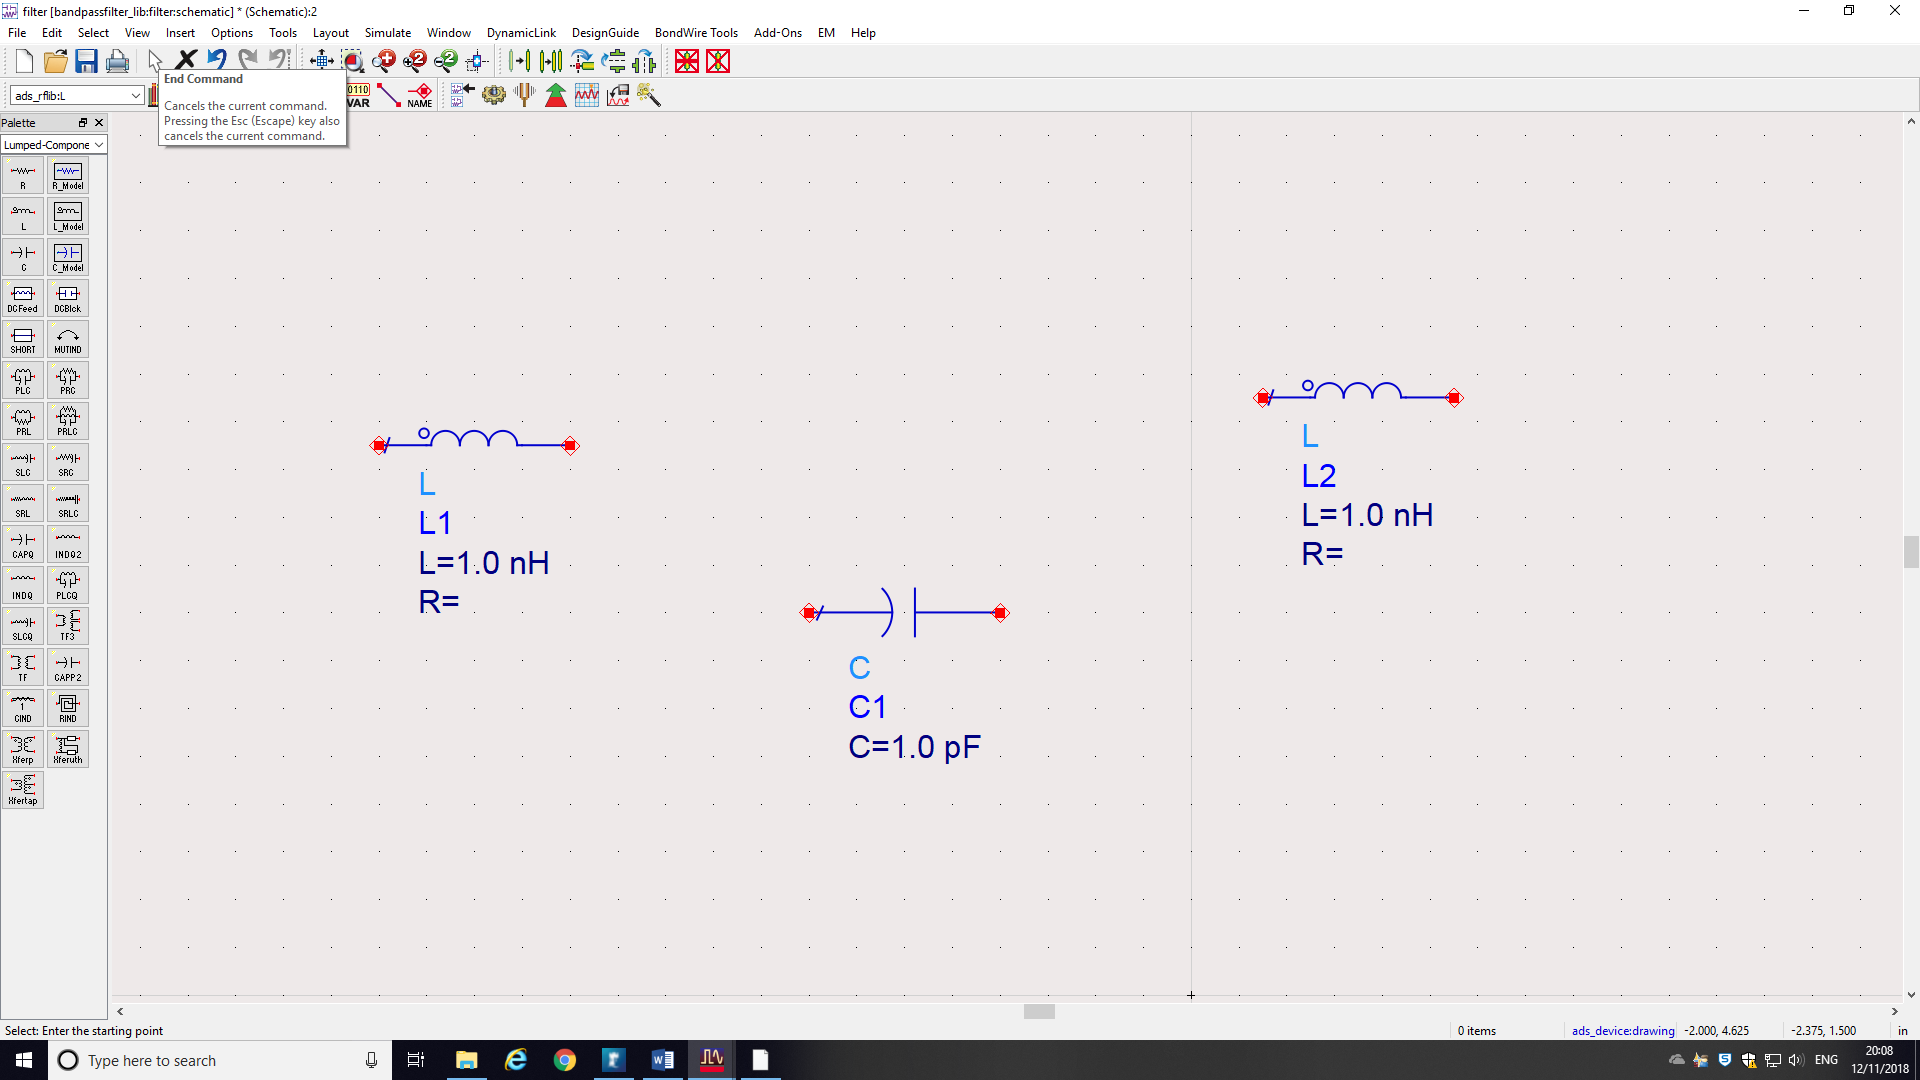 filter [bandpassfilter_lib:filter:schematic] * (Schematic):2
File Edit Select View Insert Options Tools Layout Simulate Window DynamicLink DesignGuide BondWire Tools Add-Ons EM Help
End Command
Cancels the current command.
Pressing the Esc (Escape) key also
cancels the current command.
ads_rflib:L
VAR
NAME
Palette
Lumped-Compone
R R_Model
L L_Model
C C_Model
DCFeed DCBlck
SHORT MUTIND
PLC PRC
PRL PRLC
SLC SRC
SRL SRLC
CAPQ INDQ2
INDQ PLCQ
SLCQ TF3
TF CAPP2
CIND RIND
Xferp Xferuth
Xfertap
L
L1
L=1.0 nH
R=
C
C1
C=1.0 pF
L
L2
L=1.0 nH
R=
Select: Enter the starting point
0 items
ads_device:drawing
-2.000, 4.625
-2.375, 1.500
in
Type here to search
ENG
20:08
12/11/2018